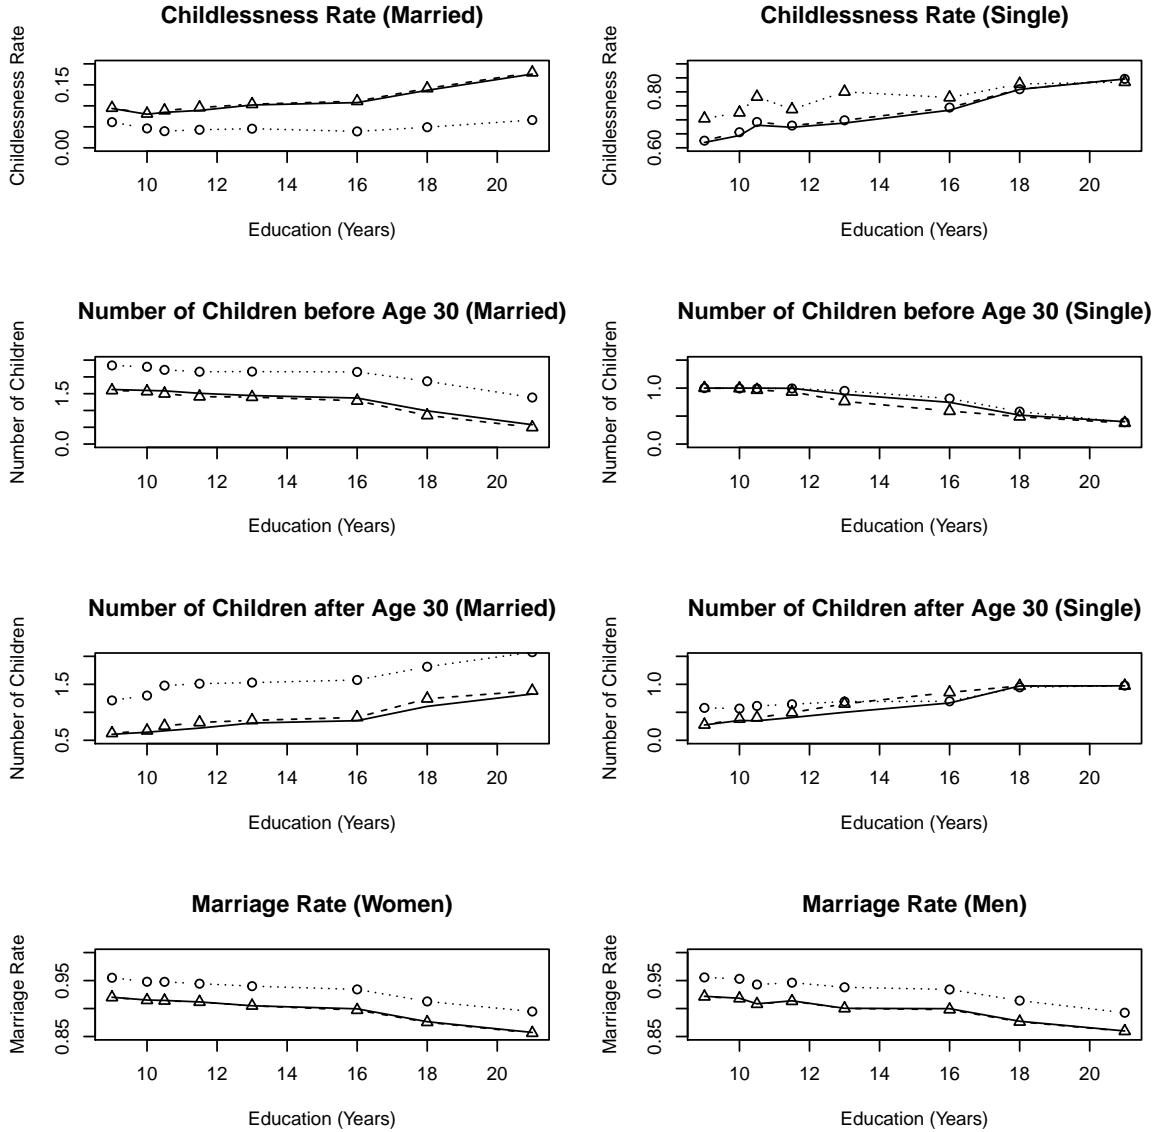 Childlessness Rate (Married)
Childlessness Rate
0.00 0.15
10 12 14 16 18 20
Education (Years)
Childlessness Rate (Single)
Childlessness Rate
0.60 0.80
10 12 14 16 18 20
Education (Years)
Number of Children before Age 30 (Married)
Number of Children
0.0 1.5
10 12 14 16 18 20
Education (Years)
Number of Children before Age 30 (Single)
Number of Children
0.0 1.0
10 12 14 16 18 20
Education (Years)
Number of Children after Age 30 (Married)
Number of Children
0.5 1.5
10 12 14 16 18 20
Education (Years)
Number of Children after Age 30 (Single)
Number of Children
0.0 1.0
10 12 14 16 18 20
Education (Years)
Marriage Rate (Women)
Marriage Rate
0.85 0.95
10 12 14 16 18 20
Education (Years)
Marriage Rate (Men)
Marriage Rate
0.85 0.95
10 12 14 16 18 20
Education (Years)